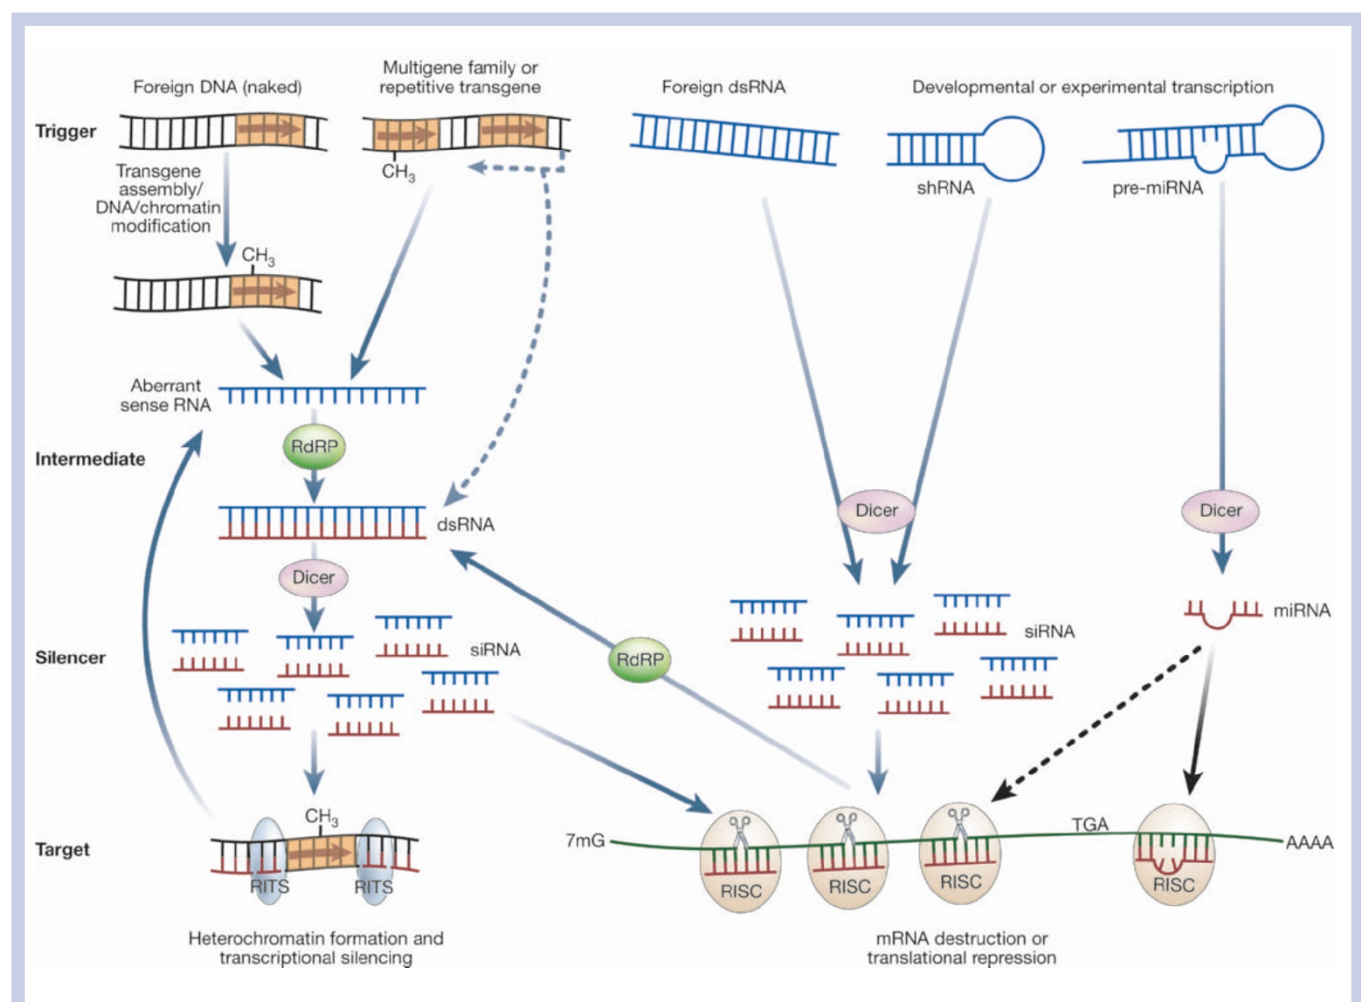 Foreign DNA (naked)
Multigene family or
repetitive transgene
Foreign dsRNA
Developmental or experimental transcription
Trigger
CH3
shRNA
pre-miRNA
Transgene
assembly/
DNA/chromatin
modification
CH3
Aberrant
sense RNA
RdRP
Intermediate
dsRNA
Dicer
Dicer
Dicer
siRNA
siRNA
miRNA
Silencer
RdRP
CH3
Target
RITS
RITS
7mG
TGA
AAAA
RISC
RISC
RISC
RISC
Heterochromatin formation and
transcriptional silencing
mRNA destruction or
translational repression